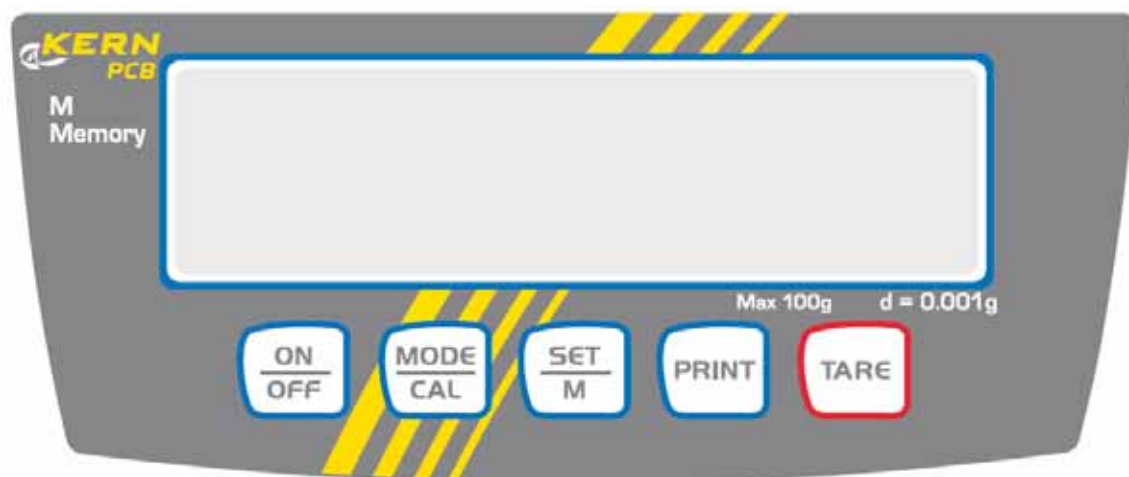 KERN
PCB
M
Memory
Max 100g d = 0.001g
ON
OFF
MODE
CAL
SET
M
PRINT
TARE